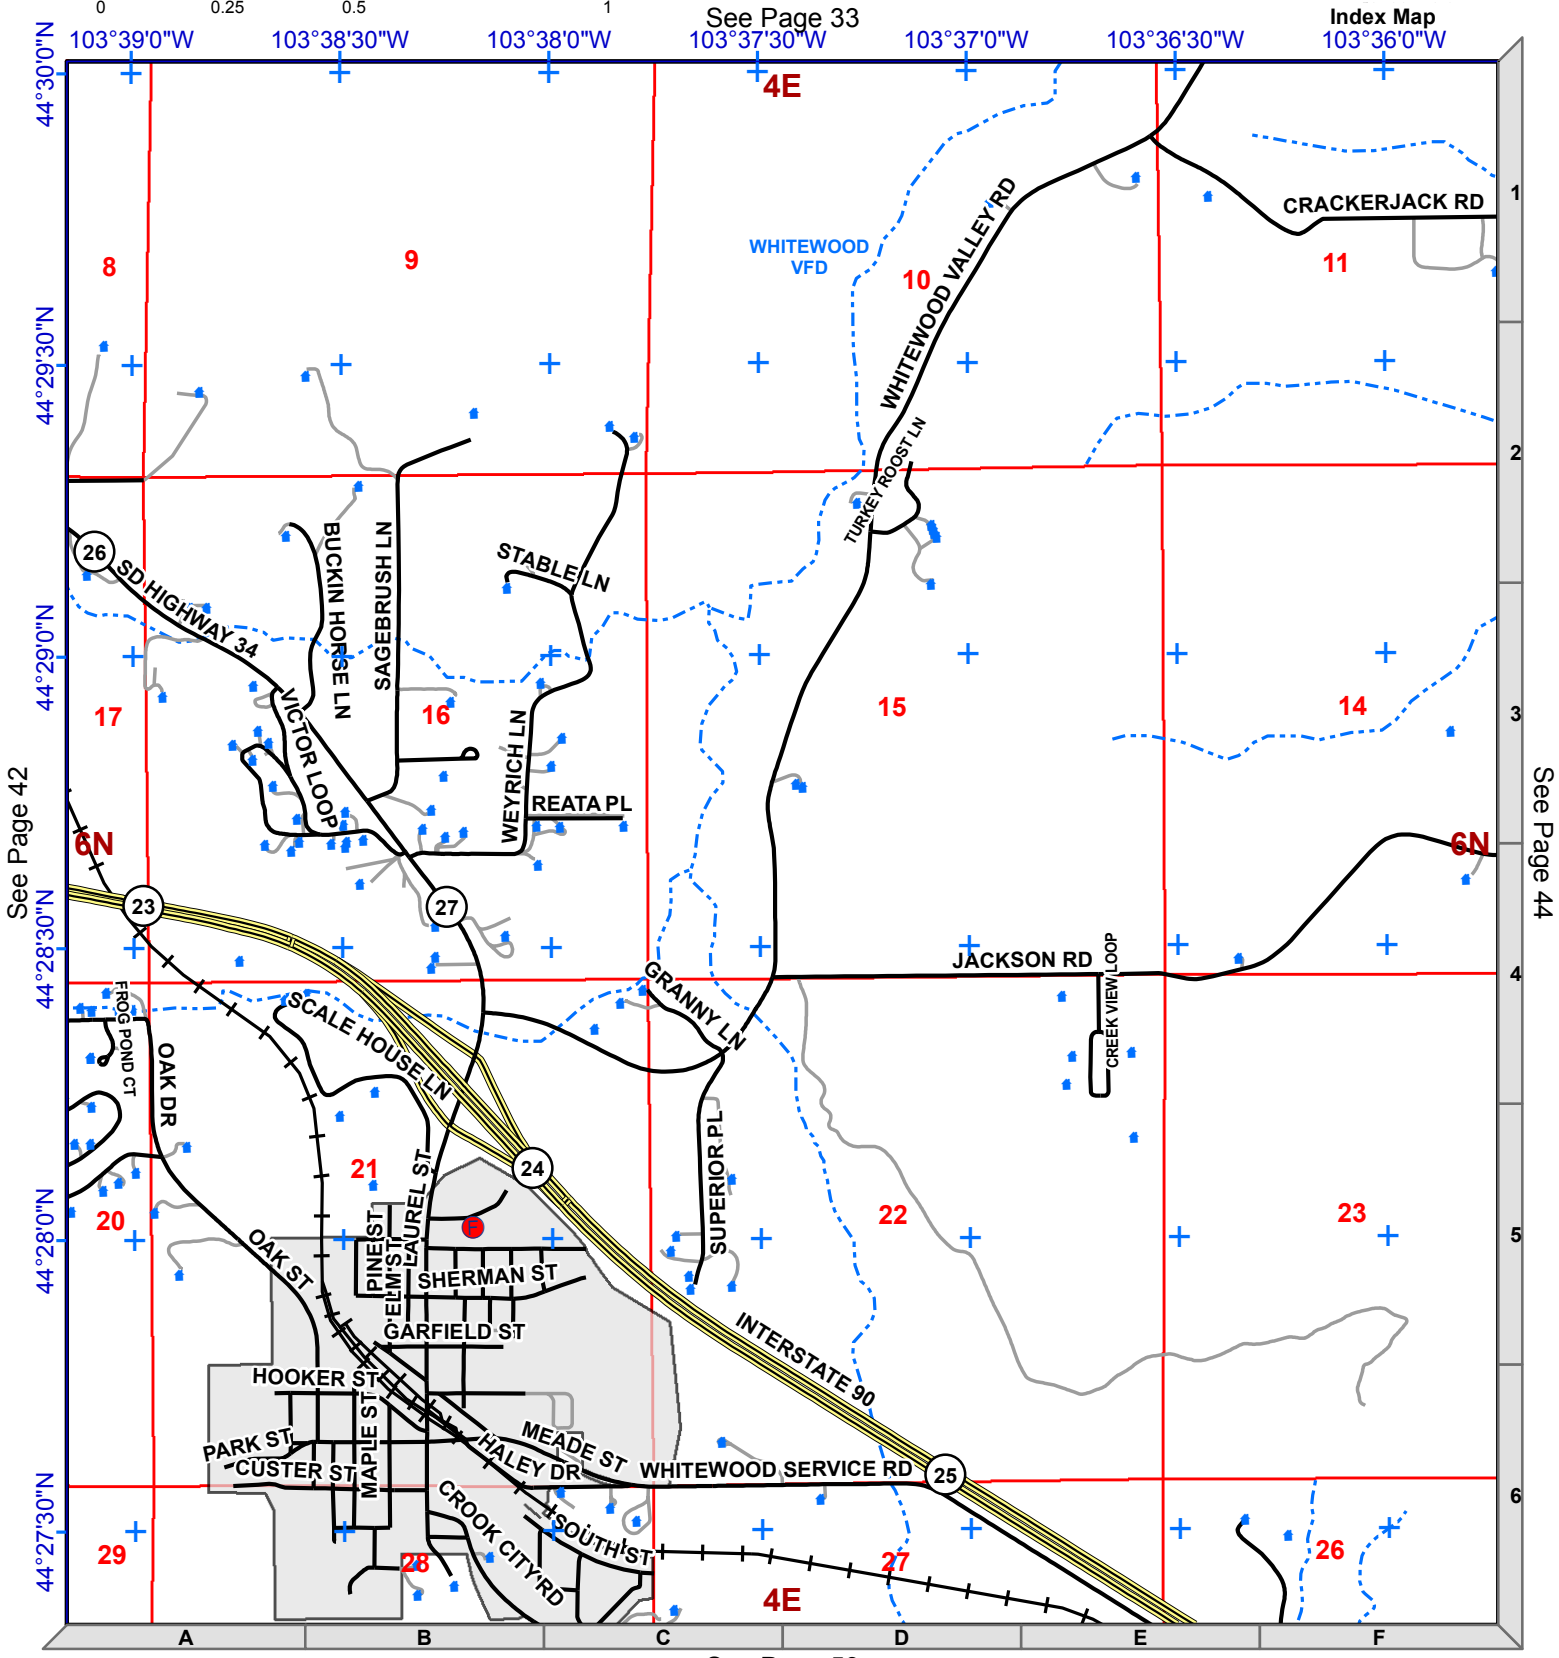 0 0.25 0.5 1
See Page 33
Index Map
103°39'0"W 103°38'30"W 103°38'0"W 103°37'30"W 103°37'0"W 103°36'30"W 103°36'0"W
44°30'0"N
4E
1
CRACKERJACK RD
WHITEWOOD VALLEY RD
WHITEWOOD
VFD
8
9
10
11
44°29'30"N
2
TURKEY ROOST LN
26
SD HIGHWAY 34
BUCKIN HORSE LN
SAGEBRUSH LN
STABLE LN
44°29'0"N
17
16
15
14
3
VICTOR LOOP
WEYRICH LN
REATA PL
See Page 42
See Page 44
6N
6N
23
27
44°28'30"N
JACKSON RD
CREEK VIEW LOOP
4
GRANNY LN
SCALE HOUSE LN
FROG POND CT
OAK DR
SUPERIOR PL
LAUREL ST
24
21
20
22
23
44°28'0"N
5
F
PINE ST
ELM ST
OAK ST
SHERMAN ST
GARFIELD ST
INTERSTATE 90
HOOKER ST
MAPLE ST
PARK ST
CUSTER ST
MEADE ST
HALEY DR
WHITEWOOD SERVICE RD
25
6
44°27'30"N
CROOK CITY RD
SOUTH ST
29
28
27
26
4E
A B C D E F